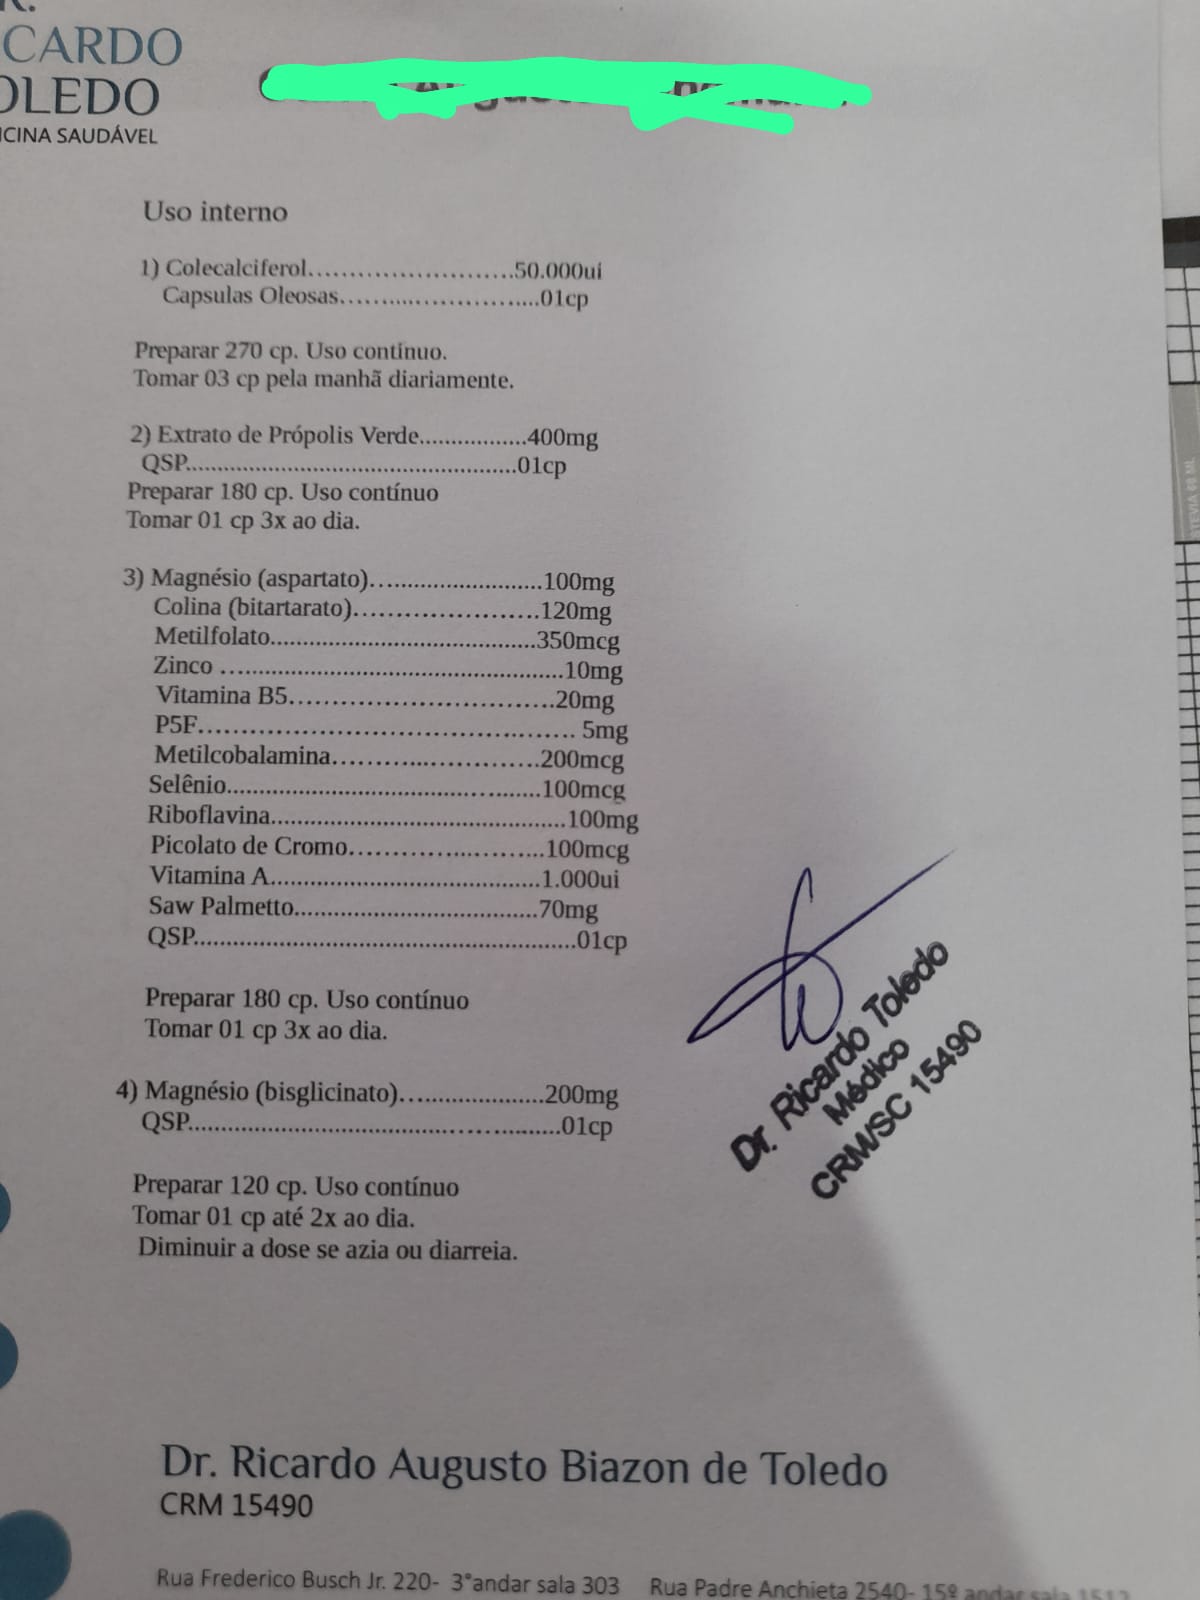 CARDO
OLEDO
ICINA SAUDÁVEL
Uso interno
1) Colecalciferol..........................50.000ui
Capsulas Oleosas.........................01cp
Preparar 270 cp. Uso contínuo.
Tomar 03 cp pela manhã diariamente.
2) Extrato de Própolis Verde.................400mg
QSP.....................................................01cp
Preparar 180 cp. Uso contínuo
Tomar 01 cp 3x ao dia.
3) Magnésio (aspartato)...........................100mg
Colina (bitartarato).......................120mg
Metilfolato...........................................350mcg
Zinco .......................................................10mg
Vitamina B5..................................20mg
P5F................................................ 5mg
Metilcobalamina..........................200mcg
Selênio..................................................100mcg
Riboflavina...............................................100mg
Picolato de Cromo.........................100mcg
Vitamina A...........................................1.000ui
Saw Palmetto.......................................70mg
QSP.............................................................01cp
Preparar 180 cp. Uso contínuo
Tomar 01 cp 3x ao dia.
4) Magnésio (bisglicinato).......................200mg
QSP............................................................01cp
Preparar 120 cp. Uso contínuo
Tomar 01 cp até 2x ao dia.
Diminuir a dose se azia ou diarreia.
Dr. Ricardo Toledo
Médico
CRM/SC 15490
Dr. Ricardo Augusto Biazon de Toledo
CRM 15490
Rua Frederico Busch Jr. 220- 3°andar sala 303 Rua Padre Anchieta 2540- 15º andar sala 1512